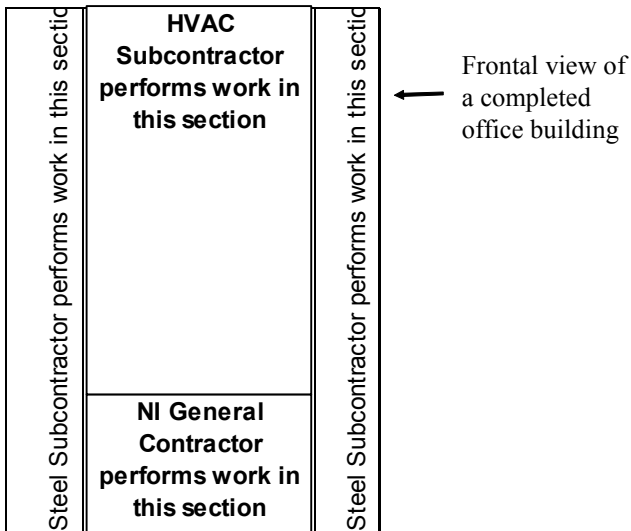 Steel Subcontractor performs work in this sectio
HVAC
Subcontractor
performs work in
this section
NI General
Contractor
performs work in
this section
Steel Subcontractor performs work in this sectio
Frontal view of
a completed
office building